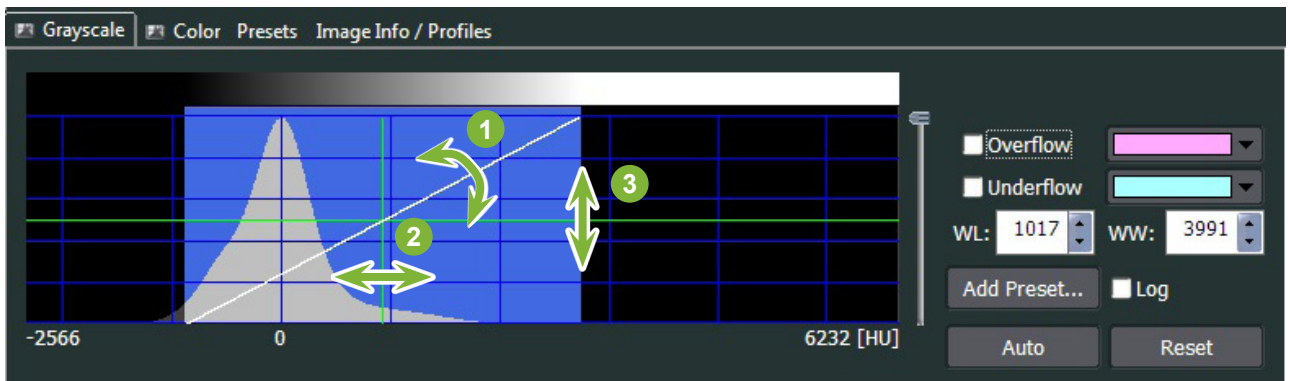 Grayscale Color Presets Image Info / Profiles
1
3
2
-2566 0 6232 [HU]
Overflow
Underflow
WL: 1017 WW: 3991
Add Preset... Log
Auto Reset